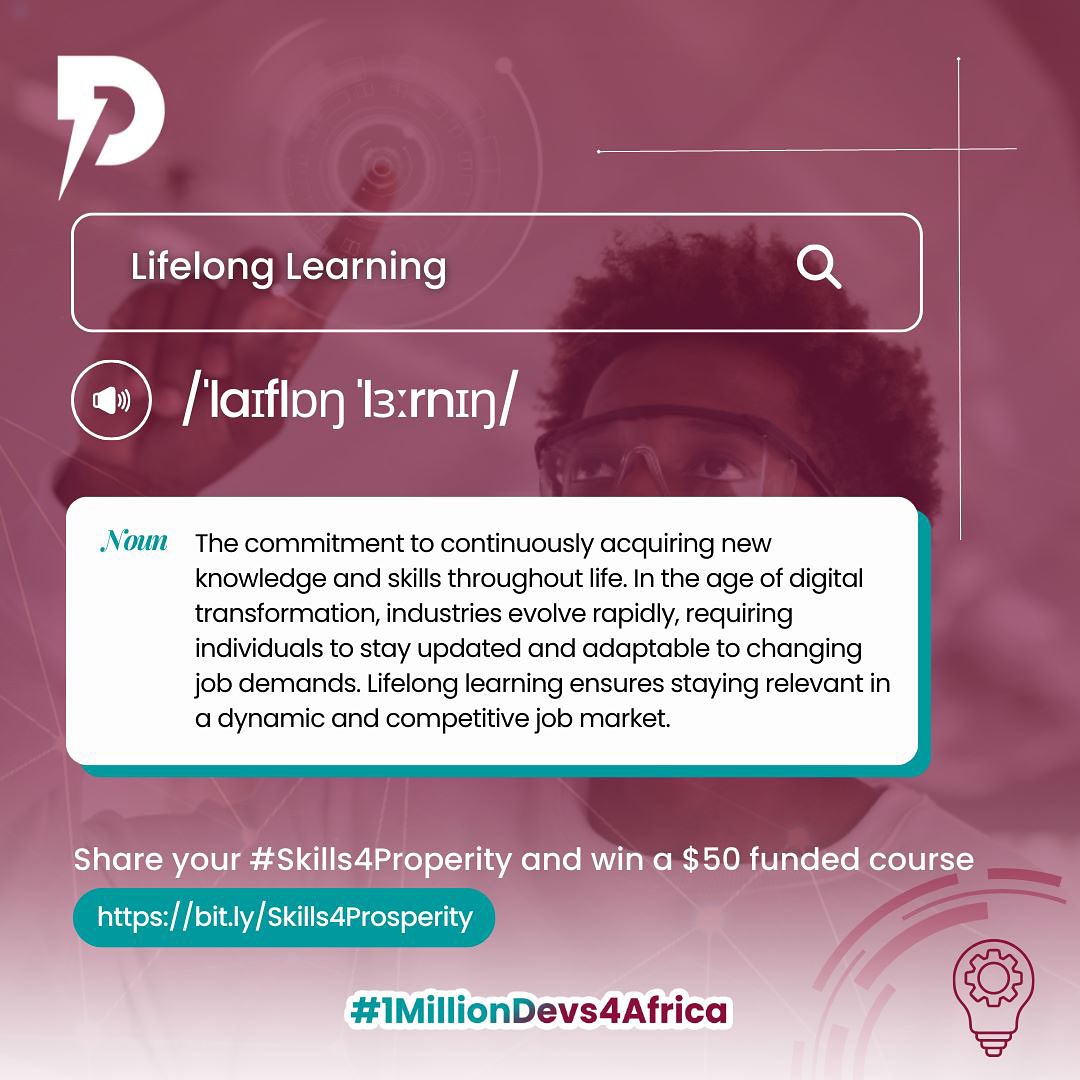 Lifelong Learning
/ˈlaɪflɒŋ ˈlɜːrnɪŋ/
Noun
The commitment to continuously acquiring new
knowledge and skills throughout life. In the age of digital
transformation, industries evolve rapidly, requiring
individuals to stay updated and adaptable to changing
job demands. Lifelong learning ensures staying relevant in
a dynamic and competitive job market.
Share your #Skills4Properity and win a $50 funded course
https://bit.ly/Skills4Prosperity
#1MillionDevs4Africa